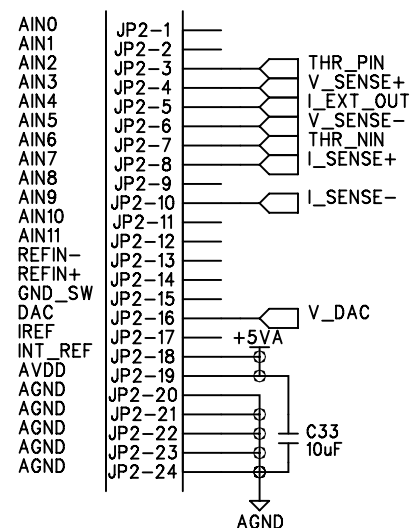 AIN0 JP2-1
AIN1 JP2-2
AIN2 JP2-3 THR_PIN
AIN3 JP2-4 V_SENSE+
AIN4 JP2-5 I_EXT_OUT
AIN5 JP2-6 V_SENSE-
AIN6 JP2-7 THR_NIN
AIN7 JP2-8 I_SENSE+
AIN8 JP2-9
AIN9 JP2-10 I_SENSE-
AIN10 JP2-11
AIN11 JP2-12
REFIN- JP2-13
REFIN+ JP2-14
GND_SW JP2-15
DAC JP2-16 V_DAC
IREF JP2-17 +5VA
INT_REF JP2-18
AVDD JP2-19
AGND JP2-20
AGND JP2-21
AGND JP2-22 C33
AGND JP2-23 10uF
AGND JP2-24
AGND